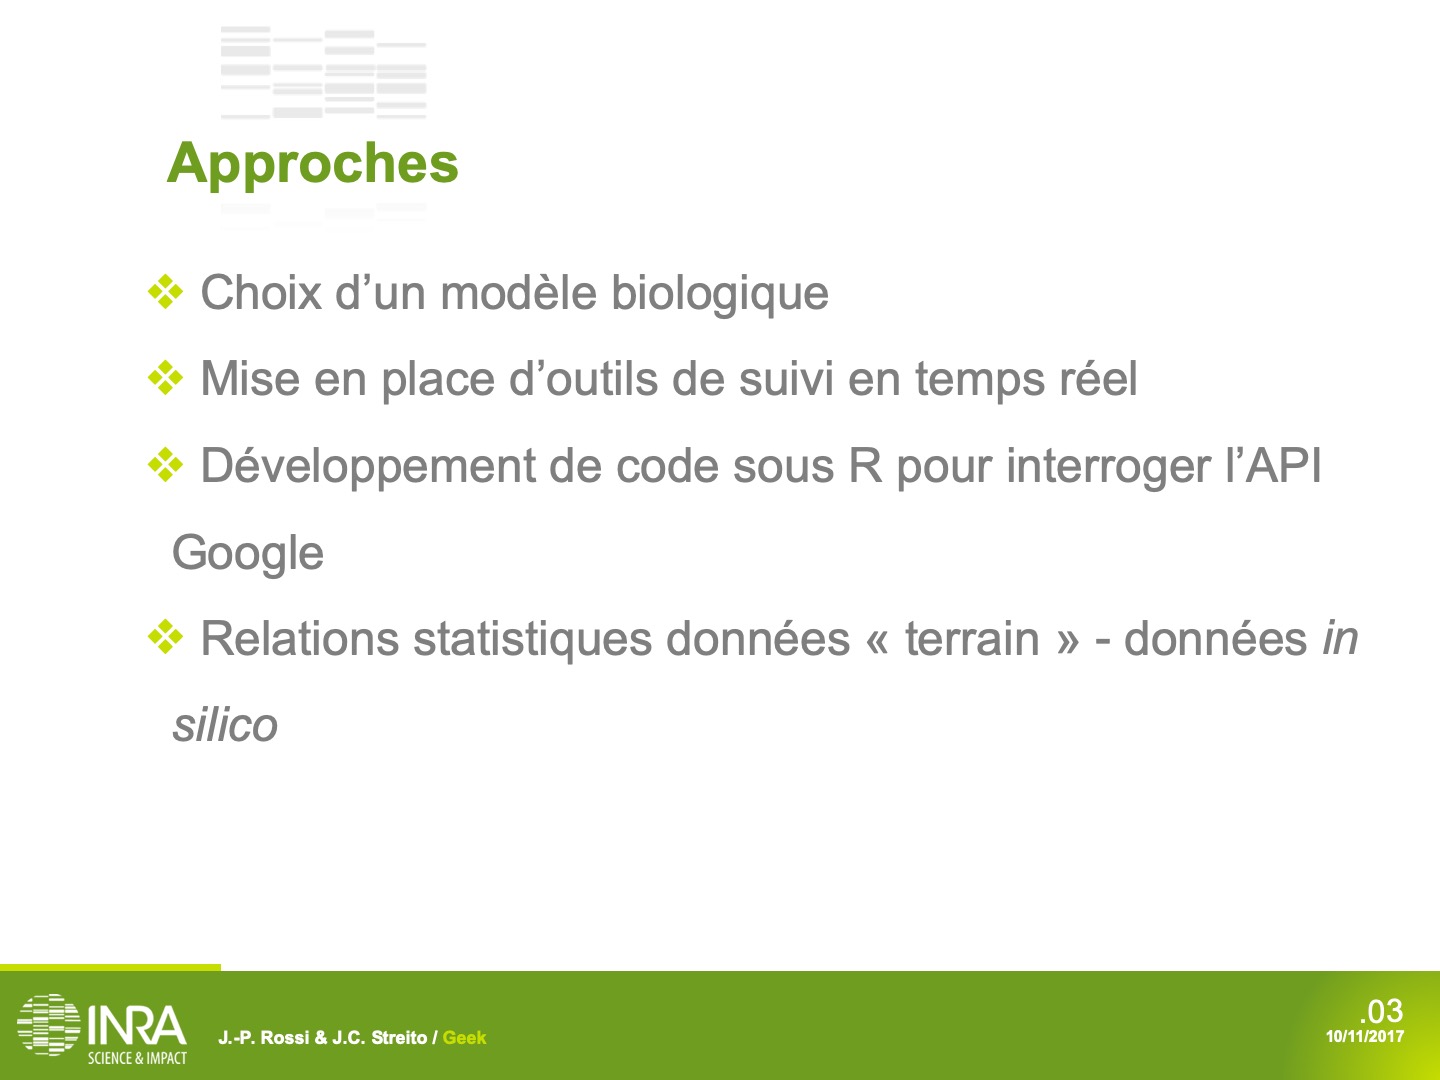 Approches
❖ Choix d’un modèle biologique
❖ Mise en place d’outils de suivi en temps réel
❖ Développement de code sous R pour interroger l’API
Google
❖ Relations statistiques données « terrain » - données in
silico
INRA
SCIENCE & IMPACT
J.-P. Rossi & J.C. Streito / Geek
.03
10/11/2017